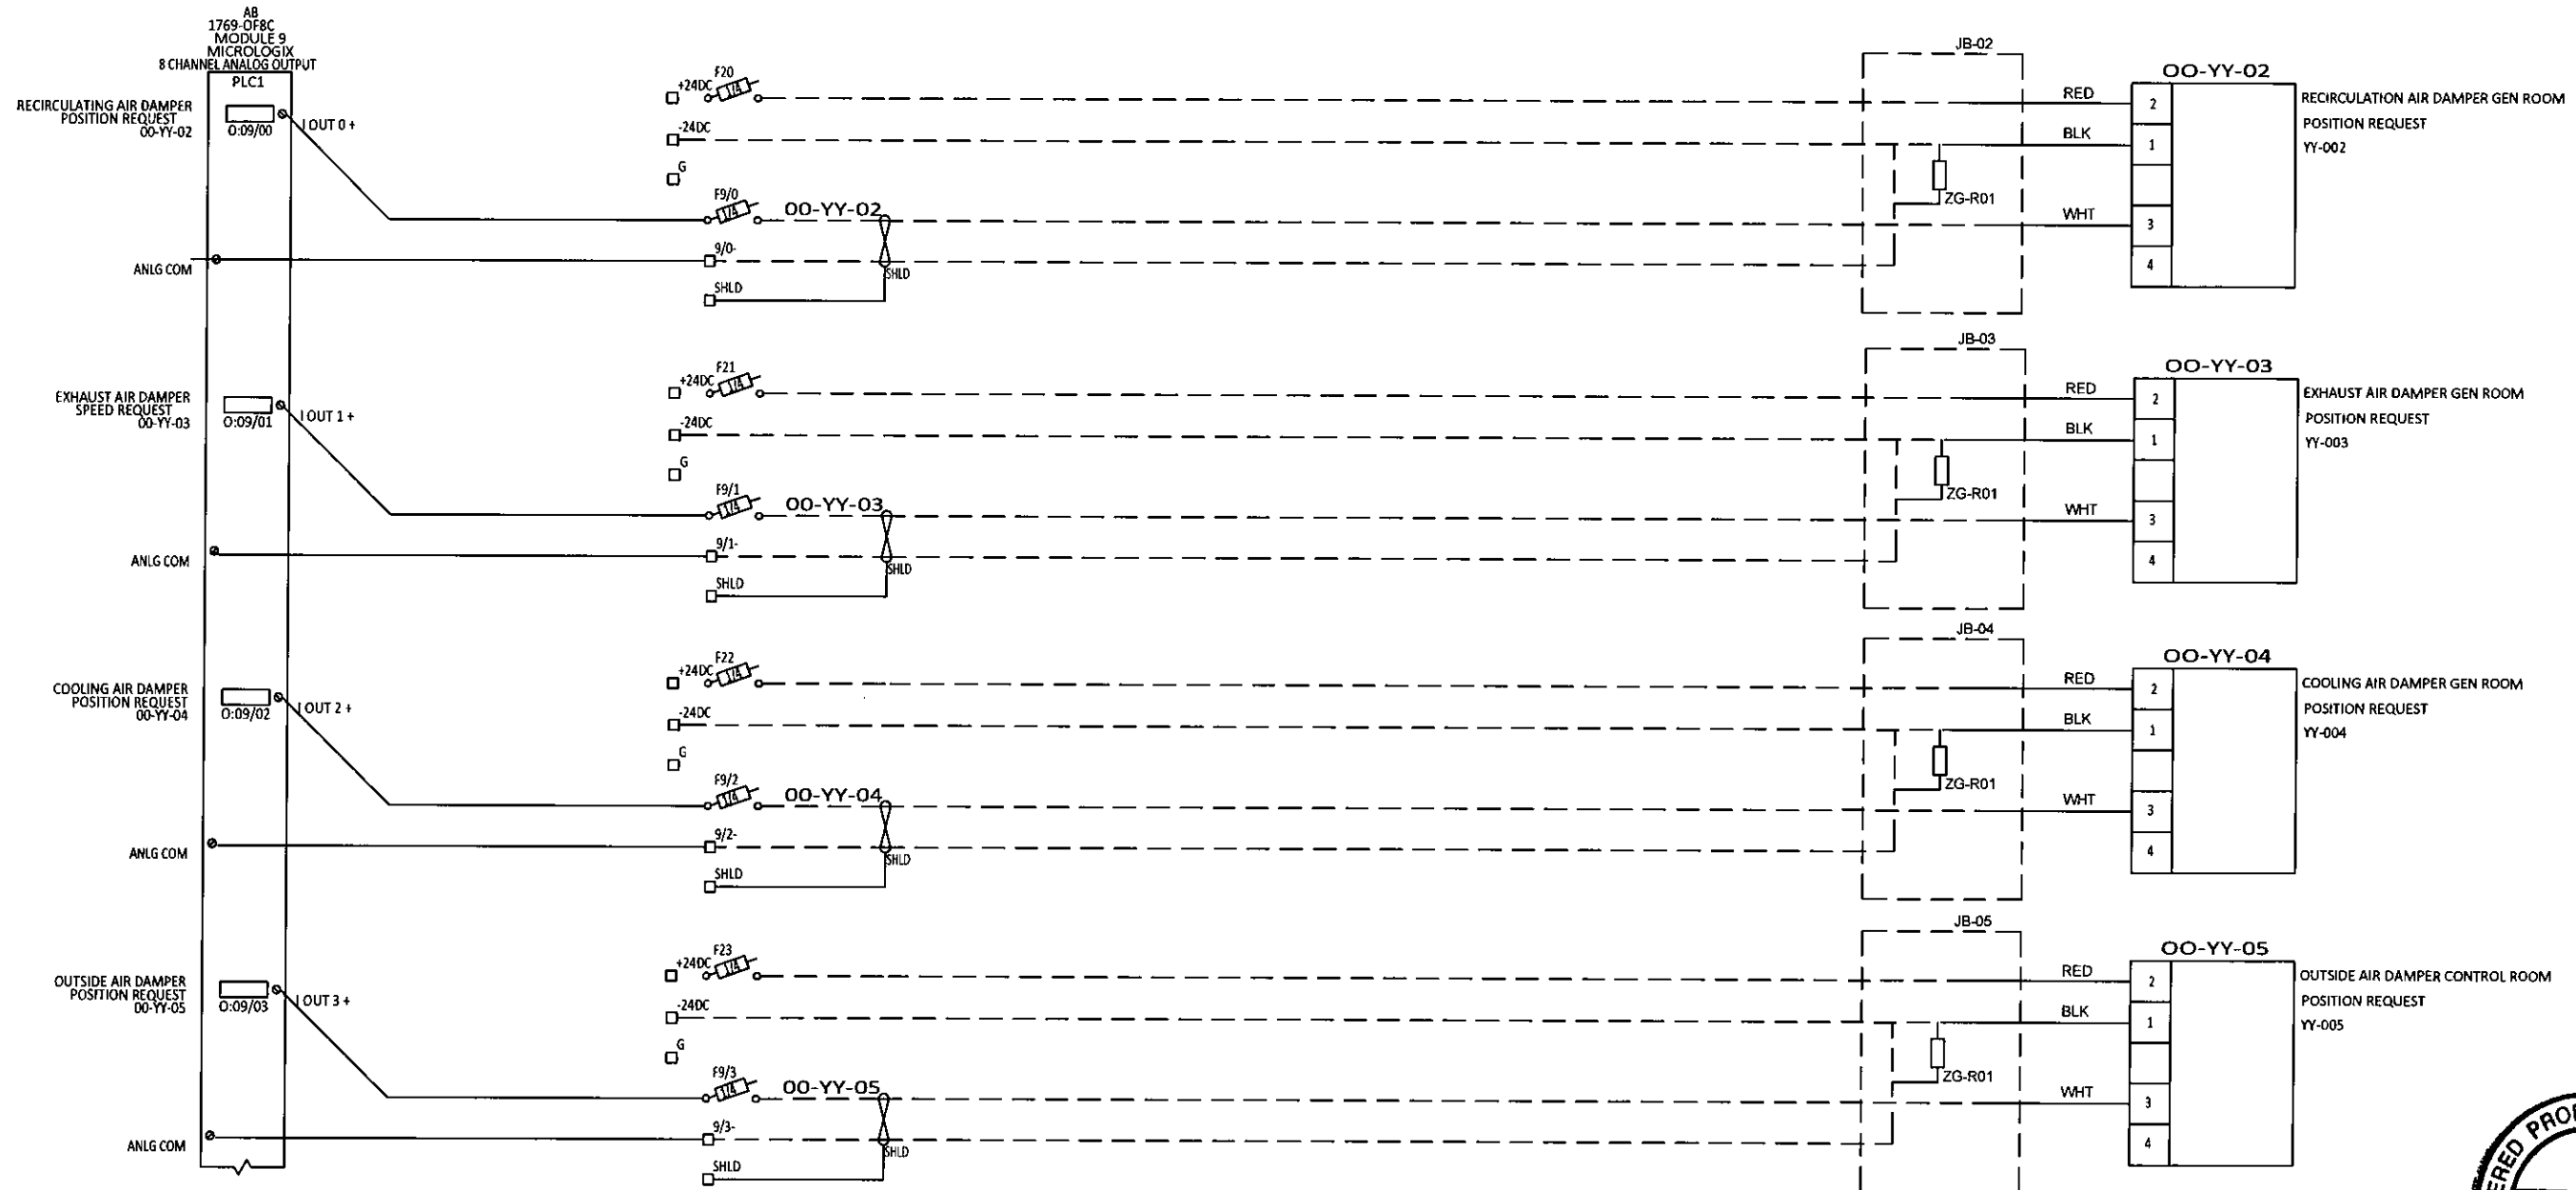 AB
1769-OF8C
MODULE 9
MICROLOGIX
8 CHANNEL ANALOG OUTPUT
PLC1
RECIRCULATING AIR DAMPER
POSITION REQUEST
00-YY-02
O:09/00
I OUT 0 +
ANLG COM
+24DC
F20
1/4
-24DC
G
F9/0
1/4
OO-YY-02
9/0-
SHLD
SHLD
JB-02
ZG-R01
RED
BLK
WHT
OO-YY-02
2
1
3
4
RECIRCULATION AIR DAMPER GEN ROOM
POSITION REQUEST
YY-002
EXHAUST AIR DAMPER
SPEED REQUEST
00-YY-03
O:09/01
I OUT 1 +
ANLG COM
+24DC
F21
1/4
-24DC
G
F9/1
1/4
OO-YY-03
9/1-
SHLD
SHLD
JB-03
ZG-R01
RED
BLK
WHT
OO-YY-03
2
1
3
4
EXHAUST AIR DAMPER GEN ROOM
POSITION REQUEST
YY-003
COOLING AIR DAMPER
POSITION REQUEST
00-YY-04
O:09/02
I OUT 2 +
ANLG COM
+24DC
F22
1/4
-24DC
G
F9/2
1/4
OO-YY-04
9/2-
SHLD
SHLD
JB-04
ZG-R01
RED
BLK
WHT
OO-YY-04
2
1
3
4
COOLING AIR DAMPER GEN ROOM
POSITION REQUEST
YY-004
OUTSIDE AIR DAMPER
POSITION REQUEST
00-YY-05
O:09/03
I OUT 3 +
ANLG COM
+24DC
F23
1/4
-24DC
G
F9/3
1/4
OO-YY-05
9/3-
SHLD
SHLD
JB-05
ZG-R01
RED
BLK
WHT
OO-YY-05
2
1
3
4
OUTSIDE AIR DAMPER CONTROL ROOM
POSITION REQUEST
YY-005